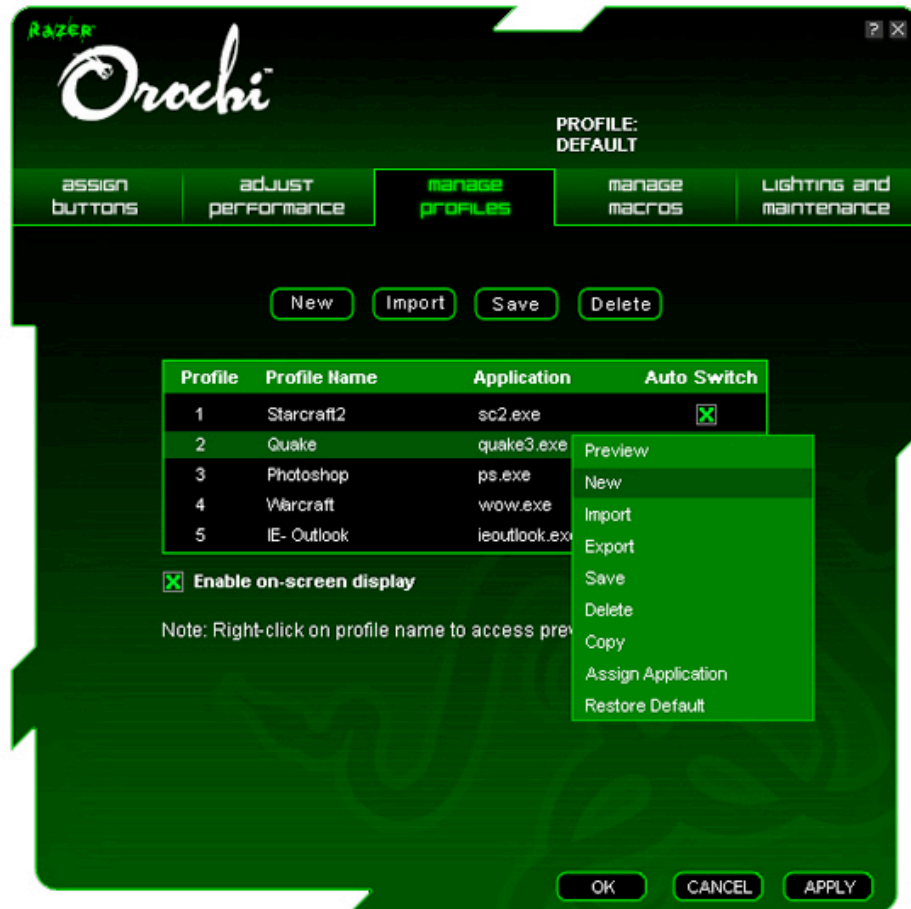 RAZER
Orochi™
? X
PROFILE:
DEFAULT
assign
buttons
adjust
performance
manage
profiles
manage
macros
Lighting and
maintenance
New Import Save Delete
Profile Profile Name Application Auto Switch
1 Starcraft2 sc2.exe X
2 Quake quake3.exe
3 Photoshop ps.exe
4 Warcraft wow.exe
5 IE- Outlook ieoutlook.exe
Preview
New
Import
Export
Save
Delete
Copy
Assign Application
Restore Default
X Enable on-screen display
Note: Right-click on profile name to access
OK CANCEL APPLY